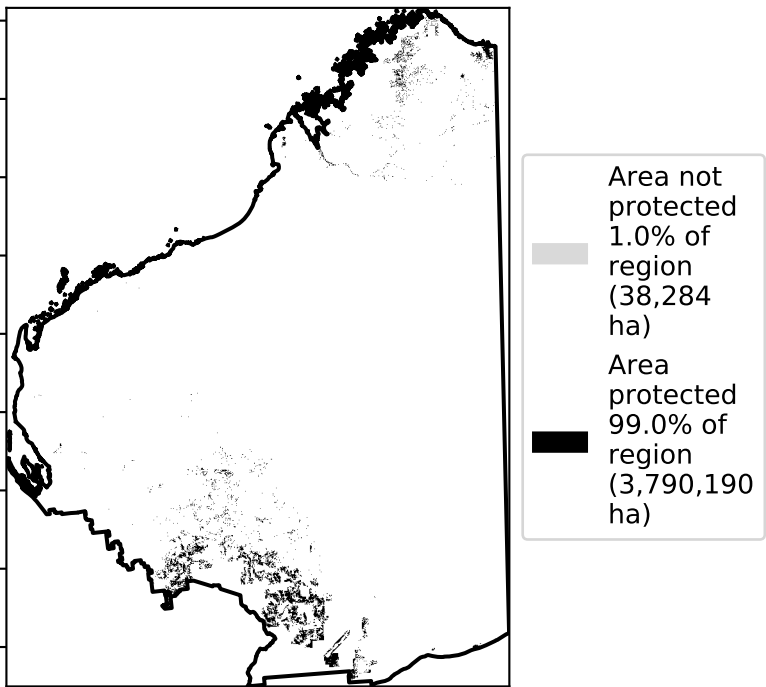 Area not
protected
1.0% of
region
(38,284
ha)
Area
protected
99.0% of
region
(3,790,190
ha)